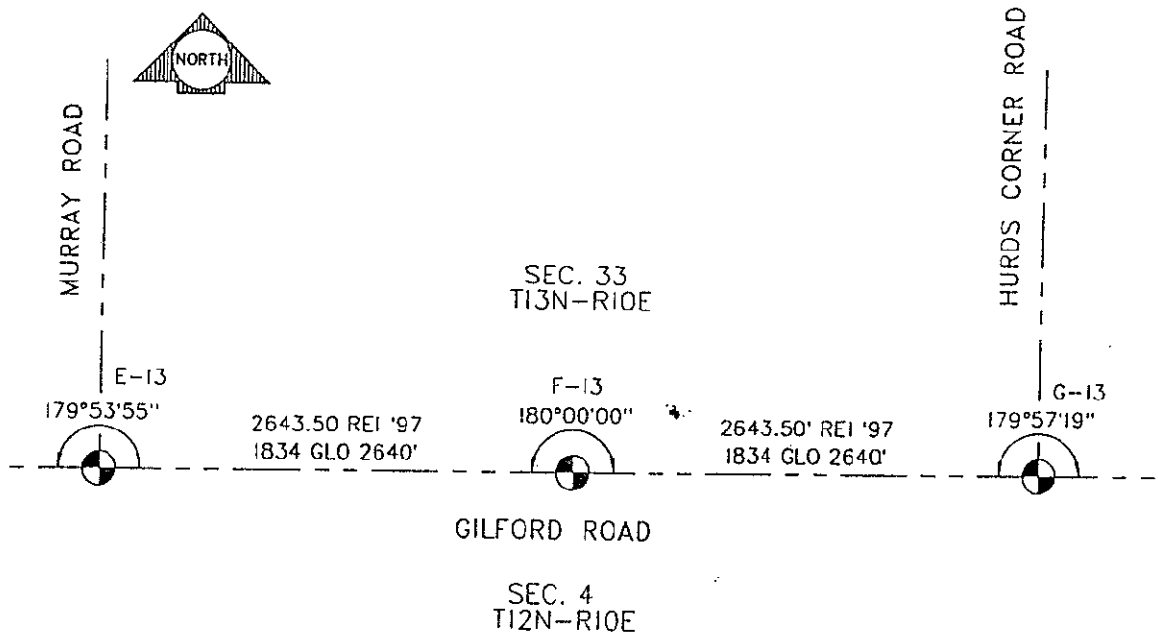 NORTH
MURRAY ROAD
HURDS CORNER ROAD
SEC. 33
T13N-R10E
E-13
179°53'55"
2643.50 REI '97
1834 GLO 2640'
F-13
180°00'00"
2643.50' REI '97
1834 GLO 2640'
G-13
179°57'19"
GILFORD ROAD
SEC. 4
T12N-R10E